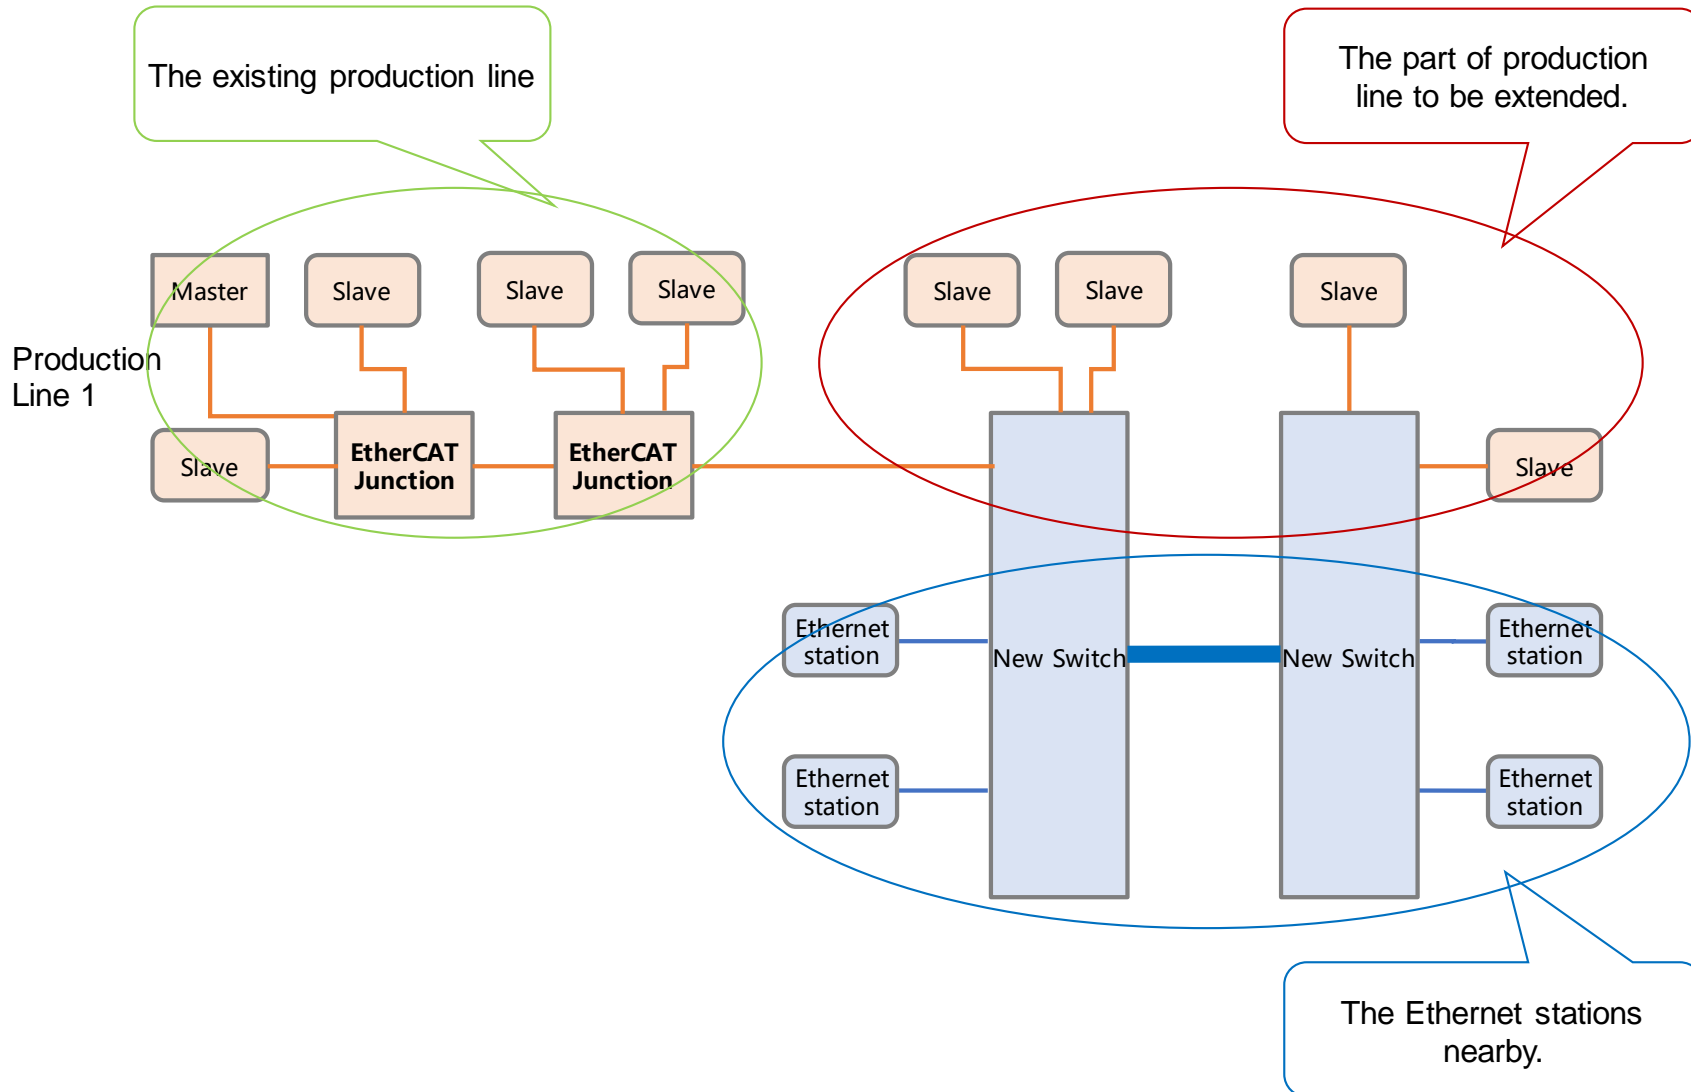 The existing production line
The part of production
line to be extended.
Master
Slave
Slave
Slave
Slave
Slave
Slave
Production
Line 1
Slave
EtherCAT
Junction
EtherCAT
Junction
Slave
Ethernet
station
New Switch
New Switch
Ethernet
station
Ethernet
station
Ethernet
station
The Ethernet stations
nearby.